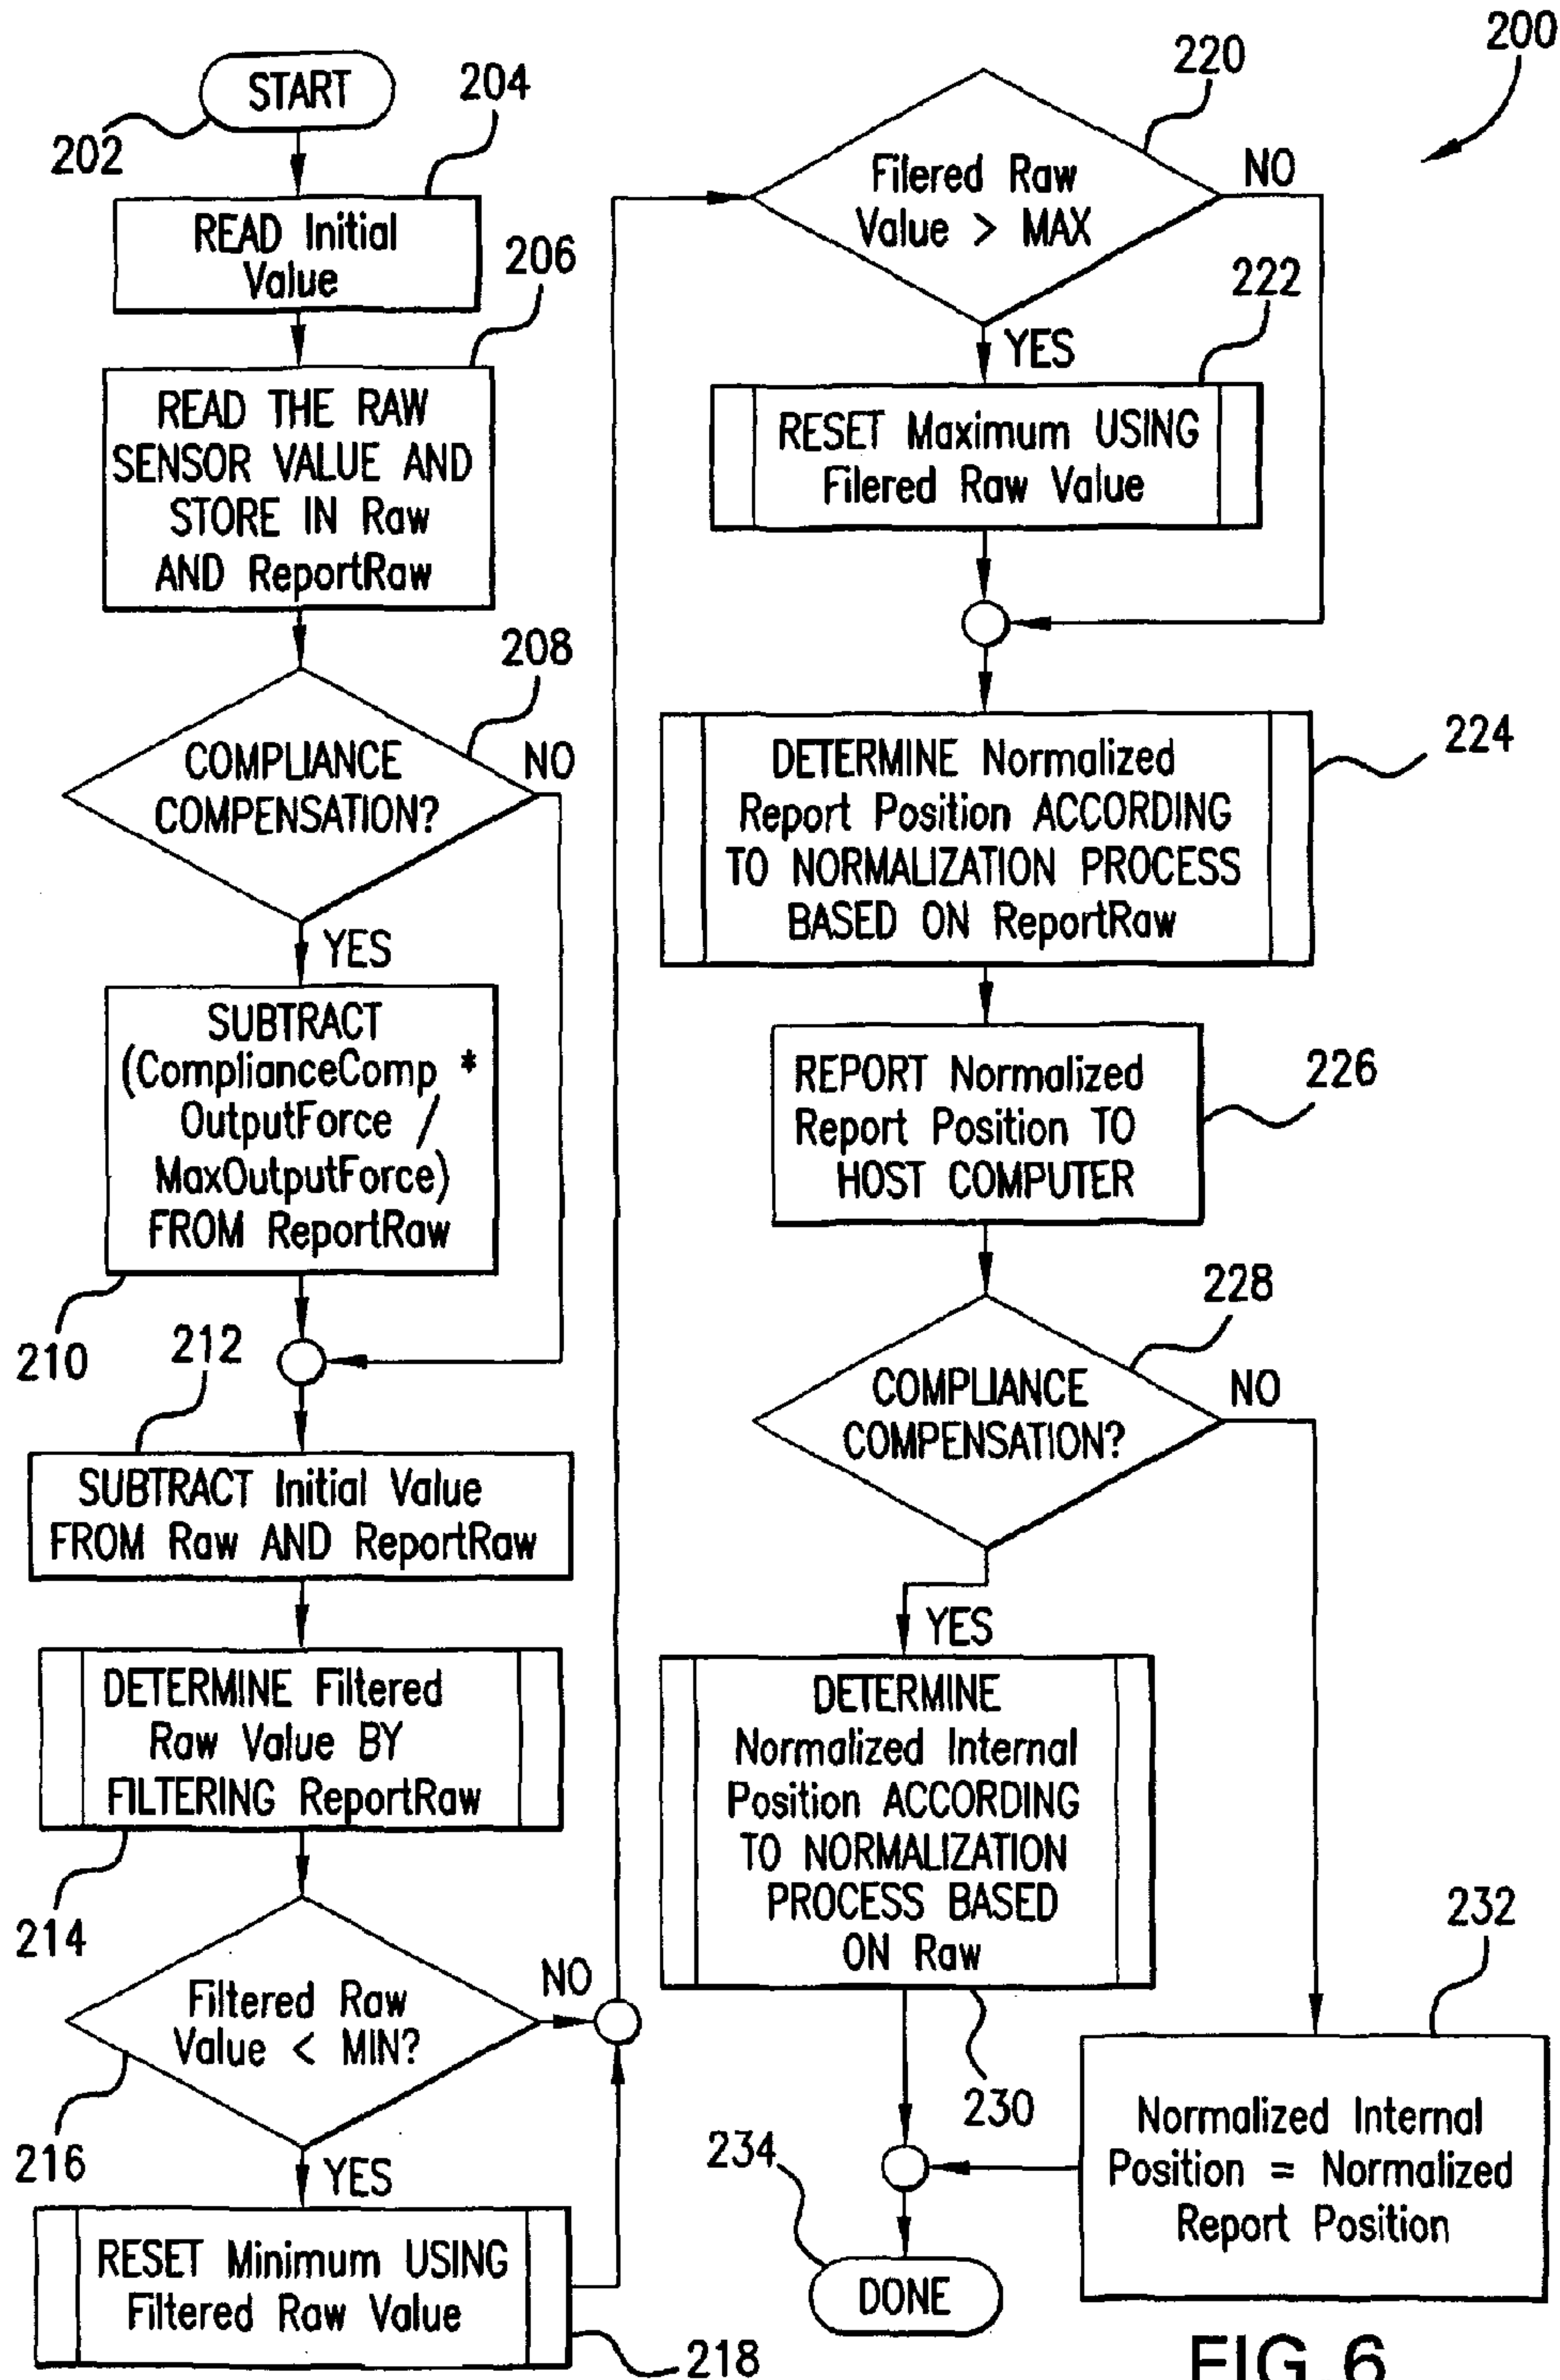 START
202
204
READ Initial
Value
206
READ THE RAW
SENSOR VALUE AND
STORE IN Raw
AND ReportRaw
208
COMPLIANCE
COMPENSATION?
NO
YES
SUBTRACT
(ComplianceComp *
OutputForce /
MaxOutputForce)
FROM ReportRaw
210
212
SUBTRACT Initial Value
FROM Raw AND ReportRaw
DETERMINE Filtered
Raw Value BY
FILTERING ReportRaw
214
Filtered Raw
Value < MIN?
NO
216
YES
RESET Minimum USING
Filtered Raw Value
218
200
220
Filered Raw
Value > MAX
NO
YES
222
RESET Maximum USING
Filered Raw Value
DETERMINE Normalized
Report Position ACCORDING
TO NORMALIZATION PROCESS
BASED ON ReportRaw
224
REPORT Normalized
Report Position TO
HOST COMPUTER
226
228
COMPLIANCE
COMPENSATION?
NO
YES
DETERMINE
Normalized Internal
Position ACCORDING
TO NORMALIZATION
PROCESS BASED
ON Raw
230
232
Normalized Internal
Position = Normalized
Report Position
234
DONE
FIG 6